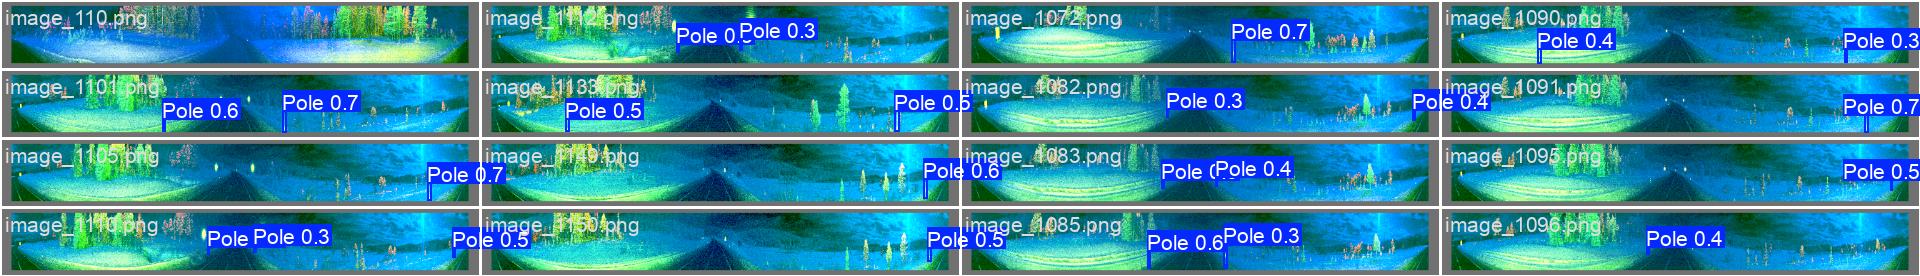 image_110.png
image_1112.png
Pole 0.3
image_1072.png
Pole 0.7
image_1090.png
Pole 0.4
Pole 0.3
image_1101.png
Pole 0.6
Pole 0.7
image_1133.png
Pole 0.5
Pole 0.5
image_1082.png
Pole 0.3
Pole 0.4
image_1091.png
Pole 0.7
image_1105.png
Pole 0.7
image_1149.png
Pole 0.6
image_1083.png
Pole
Pole 0.4
image_1095.png
Pole 0.5
image_1110.png
Pole
Pole 0.3
Pole 0.5
image_1150.png
Pole 0.5
image_1085.png
Pole 0.6
Pole 0.3
image_1096.png
Pole 0.4